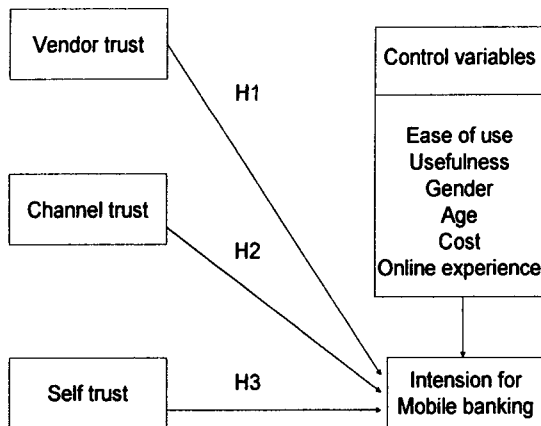 Vendor trust
H1
Channel trust
H2
Self trust
H3
Control variables
Ease of use
Usefulness
Gender
Age
Cost
Online experience
Intension for
Mobile banking